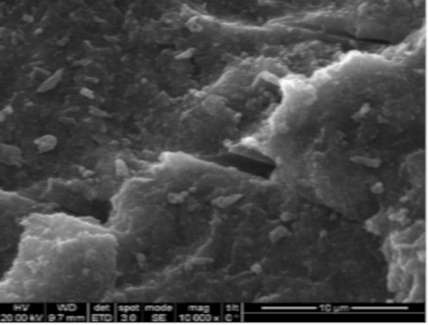 HV WD det spot mode mag tilt 10 µm
20.00 kV 9.7 mm ETD 3.0 SE 10 000 x 0 °